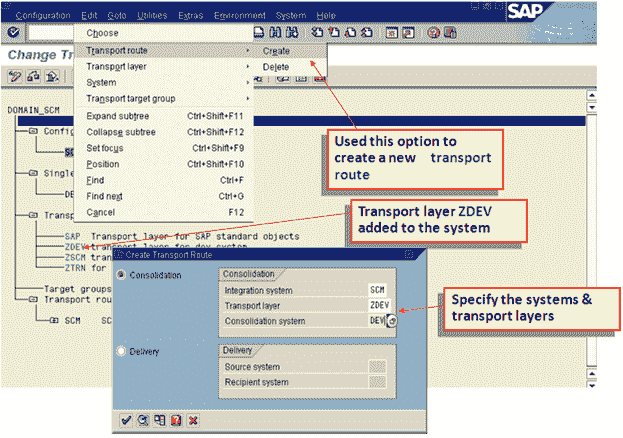 Configuration Edit Goto Utilities Extras Environment System Help
SAP
Choose
Change Tr
Transport route
Create
Transport layer
Delete
System
Transport target group
DOMAIN_SCM
Expand subtree Ctrl+Shift+F11
Config
Collapse subtree Ctrl+Shift+F12
SC
Set focus Ctrl+Shift+F9
Position Ctrl+Shift+F10
Singl
Find Ctrl+F
DE
Find next Ctrl+G
Cancel F12
Transp
Used this option to
create a new transport
route
SAP Transport layer for SAP standard objects
ZDEV transport layer for dev system
ZSCM tr
ZTRN for
Transport layer ZDEV
added to the system
Target groups
Transport rou
SCM SC
Create Transport Route
Consolidation
Consolidation
Integration system SCM
Transport layer ZDEV
Consolidation system DEV
Specify the systems &
transport layers
Delivery
Delivery
Source system
Recipient system